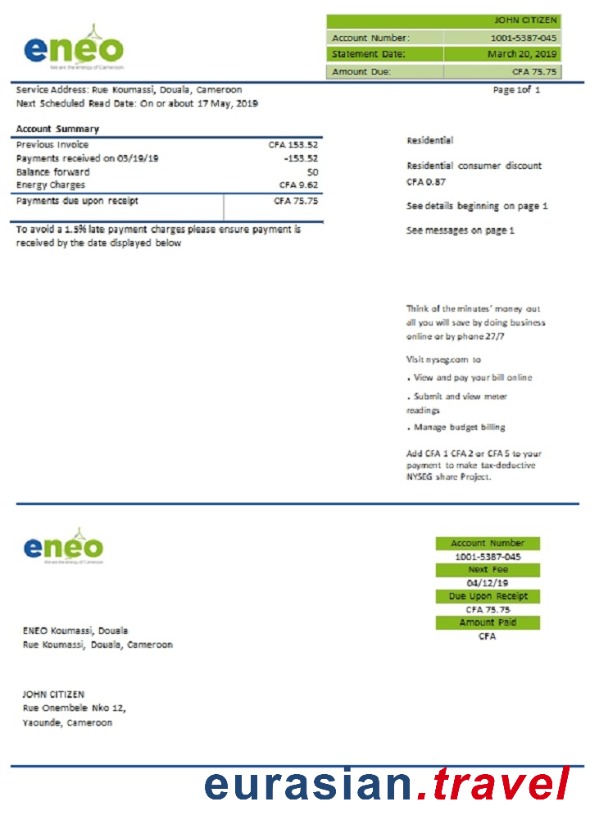 eneo
We are the energy of Cameroon
JOHN CITIZEN
Account Number: 1001-5387-045
Statement Date: March 20, 2019
Amount Due: CFA 75.75
Service Address: Rue Koumassi, Douala, Cameroon
Page 1of 1
Next Scheduled Read Date: On or about 17 May, 2019
Account Summary
Previous Invoice CFA 153.52
Payments received on 03/19/19 -153.52
Balance forward 50
Energy Charges CFA 9.62
Payments due upon receipt CFA 75.75
To avoid a 1.5% late payment charges please ensure payment is
received by the date displayed below
Residential
Residential consumer discount
CFA 0.87
See details beginning on page 1
See messages on page 1
Think of the minutes' money out
all you will save by doing business
online or by phone 27/7
Visit nyseg.com to
. View and pay your bill online
. Submit and view meter
readings
. Manage budget billing
Add CFA 1 CFA 2 or CFA 5 to your
payment to make tax-deductive
NYSEG share Project.
eneo
We are the energy of Cameroon
Account Number
1001-5387-045
Next Fee
04/12/19
Due Upon Receipt
CFA 75.75
Amount Paid
CFA
ENEO Koumassi, Douala
Rue Koumassi, Douala, Cameroon
JOHN CITIZEN
Rue Onembele Nko 12,
Yaounde, Cameroon
eurasian.travel